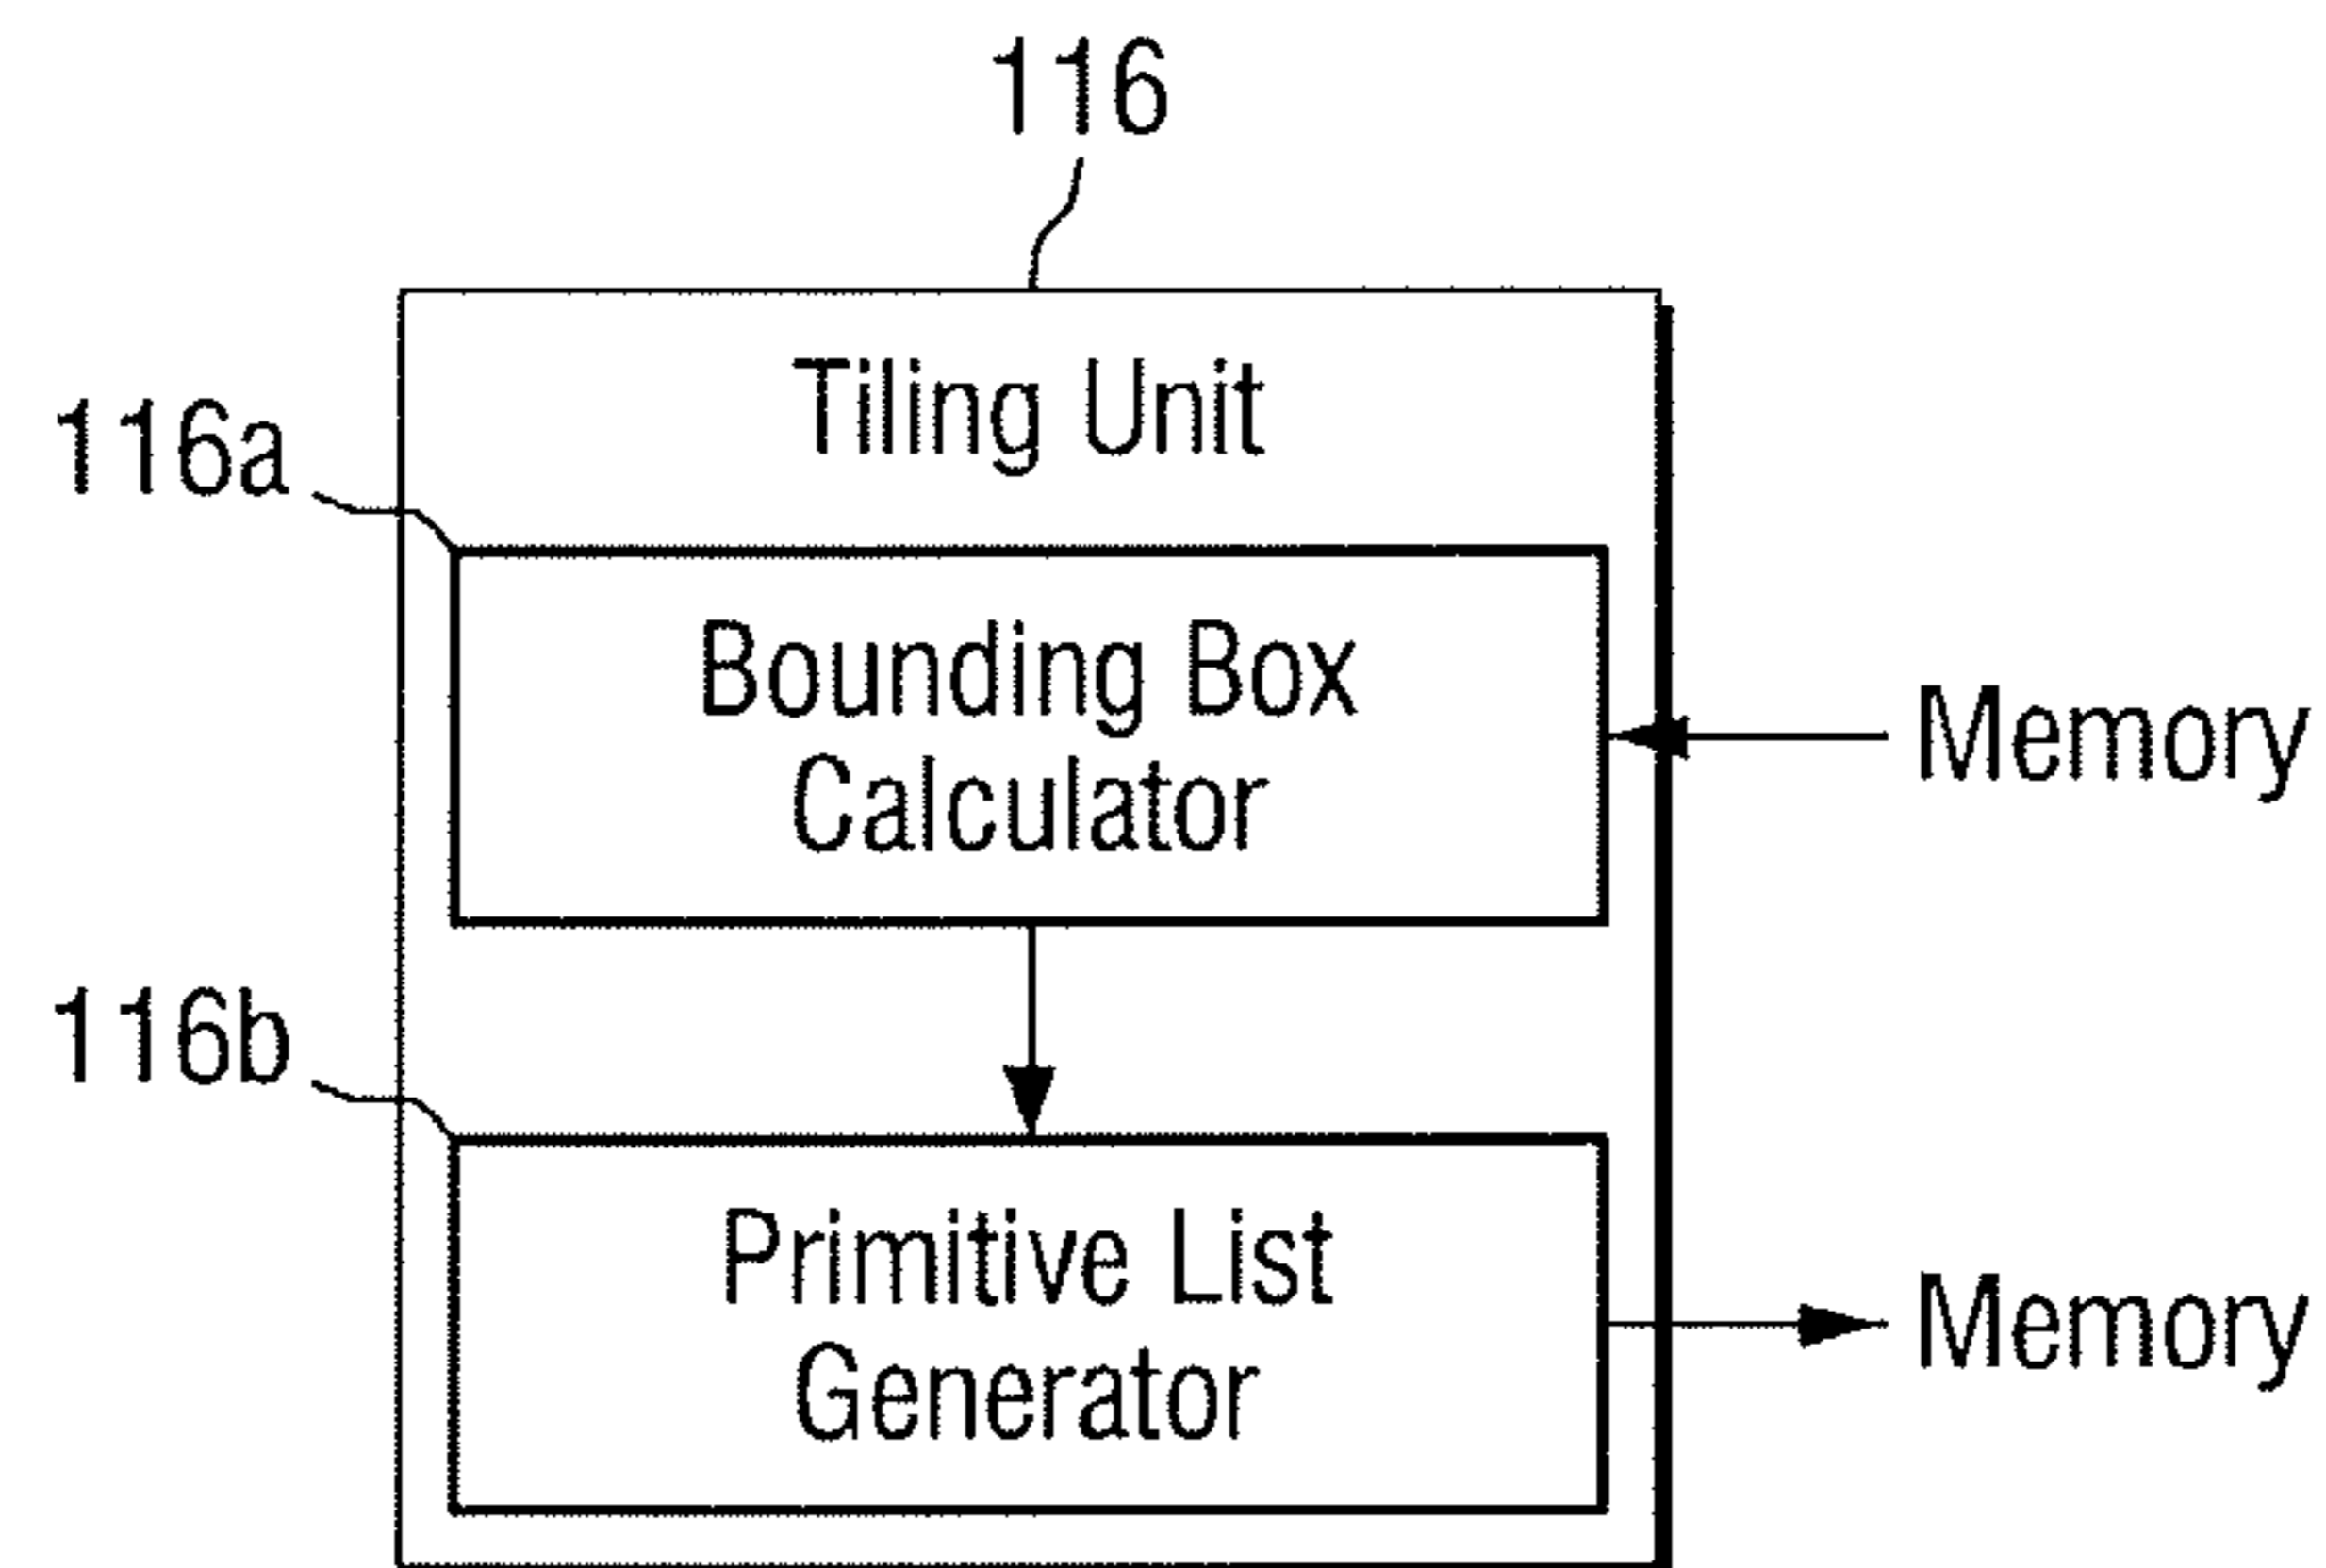 116
Tiling Unit
116a
Bounding Box
Calculator
Memory
116b
Primitive List
Generator
Memory